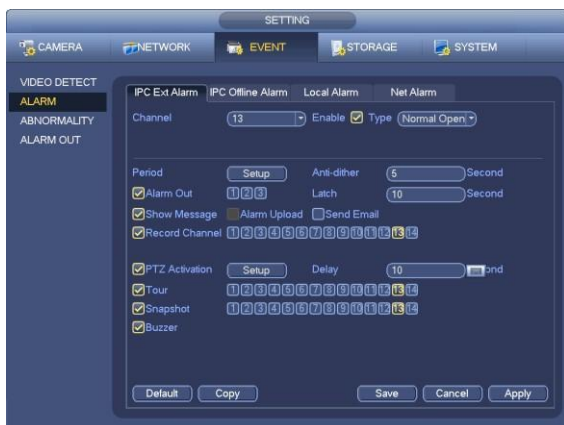 SETTING
CAMERA NETWORK EVENT STORAGE SYSTEM
VIDEO DETECT
ALARM
ABNORMALITY
ALARM OUT
IPC Ext Alarm IPC Offline Alarm Local Alarm Net Alarm
Channel 13 Enable Type Normal Open
Period Setup Anti-dither 5 Second
Alarm Out 1 2 3 Latch 10 Second
Show Message Alarm Upload Send Email
Record Channel 1 2 3 4 5 6 7 8 9 10 11 12 13 14
PTZ Activation Setup Delay 10 ond
Tour 1 2 3 4 5 6 7 8 9 10 11 12 13 14
Snapshot 1 2 3 4 5 6 7 8 9 10 11 12 13 14
Buzzer
Default Copy Save Cancel Apply